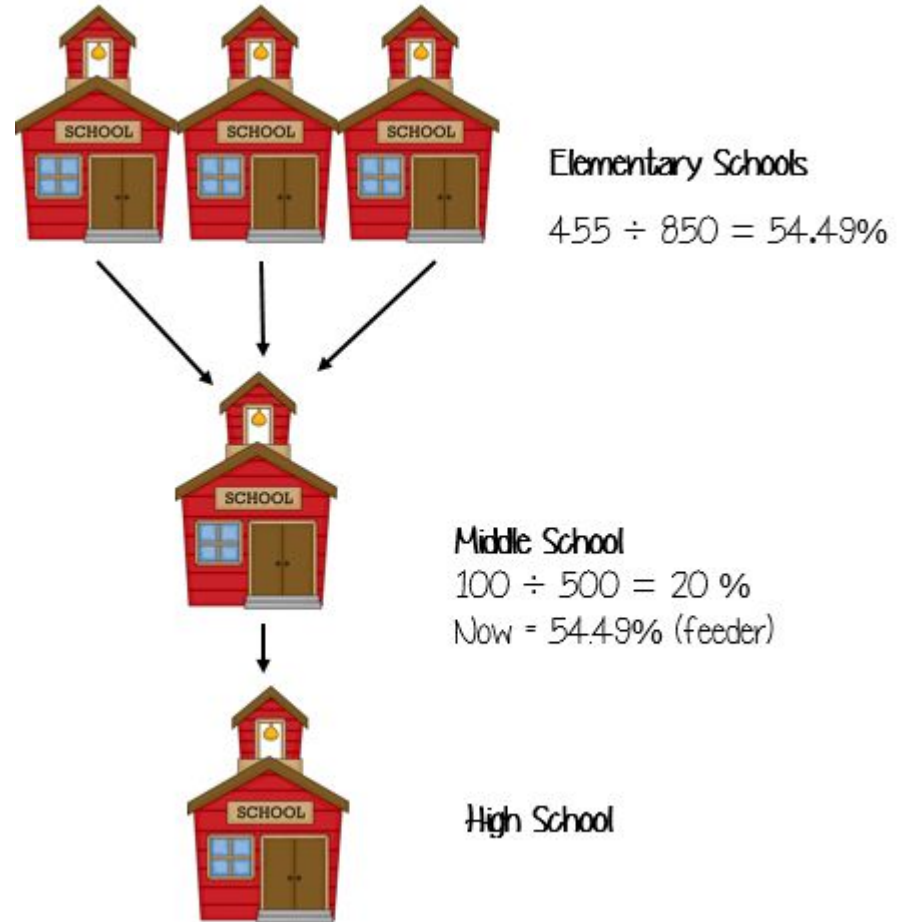 SCHOOL SCHOOL SCHOOL
Elementary Schools
455 ÷ 850 = 54.49%
SCHOOL
Middle School
100 ÷ 500 = 20 %
Now = 54.49% (feeder)
SCHOOL
High School